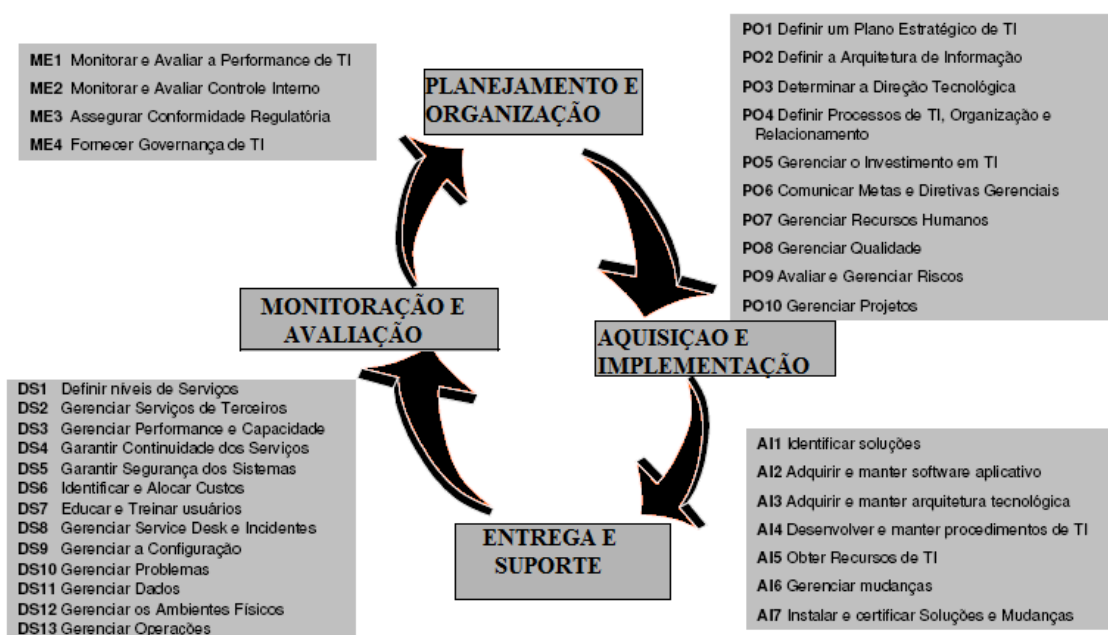 ME1 Monitorar e Avaliar a Performance de TI
ME2 Monitorar e Avaliar Controle Interno
ME3 Assegurar Conformidade Regulatória
ME4 Fornecer Governança de TI
PLANEJAMENTO E
ORGANIZAÇÃO
PO1 Definir um Plano Estratégico de TI
PO2 Definir a Arquitetura de Informação
PO3 Determinar a Direção Tecnológica
PO4 Definir Processos de TI, Organização e
Relacionamento
PO5 Gerenciar o Investimento em TI
PO6 Comunicar Metas e Diretivas Gerenciais
PO7 Gerenciar Recursos Humanos
PO8 Gerenciar Qualidade
PO9 Avaliar e Gerenciar Riscos
PO10 Gerenciar Projetos
MONITORAÇÃO E
AVALIAÇÃO
AQUISIÇAO E
IMPLEMENTAÇÃO
DS1 Definir níveis de Serviços
DS2 Gerenciar Serviços de Terceiros
DS3 Gerenciar Performance e Capacidade
DS4 Garantir Continuidade dos Serviços
DS5 Garantir Segurança dos Sistemas
DS6 Identificar e Alocar Custos
DS7 Educar e Treinar usuários
DS8 Gerenciar Service Desk e Incidentes
DS9 Gerenciar a Configuração
DS10 Gerenciar Problemas
DS11 Gerenciar Dados
DS12 Gerenciar os Ambientes Físicos
DS13 Gerenciar Operações
ENTREGA E
SUPORTE
AI1 Identificar soluções
AI2 Adquirir e manter software aplicativo
AI3 Adquirir e manter arquitetura tecnológica
AI4 Desenvolver e manter procedimentos de TI
AI5 Obter Recursos de TI
AI6 Gerenciar mudanças
AI7 Instalar e certificar Soluções e Mudanças